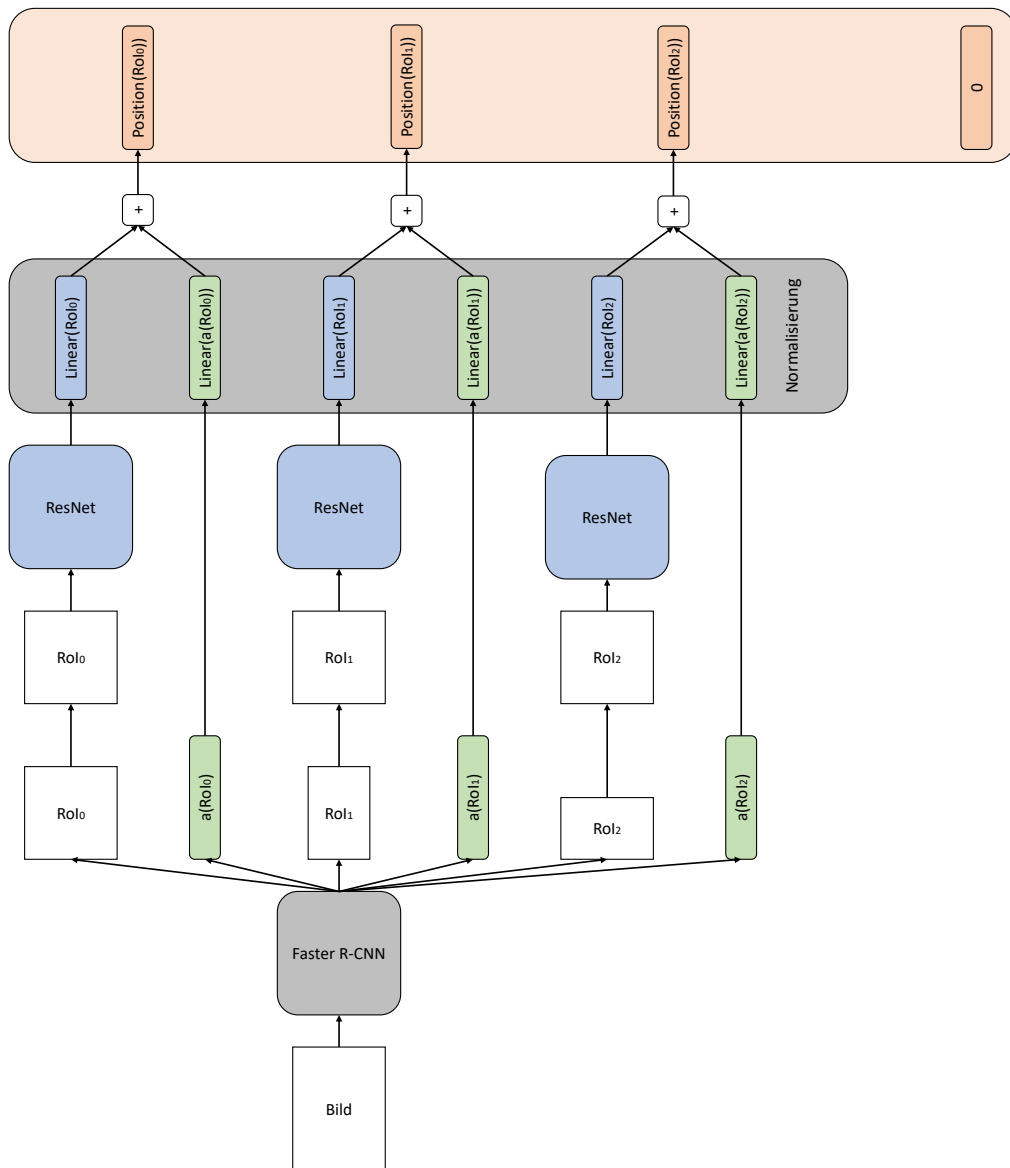 Position(RoI₀))
Position(RoI₁))
Position(RoI₂))
0
+
+
+
Linear(RoI₀)
Linear(a(RoI₀))
Linear(RoI₁)
Linear(a(RoI₁))
Linear(RoI₂)
Linear(a(RoI₂))
Normalisierung
ResNet
ResNet
ResNet
RoI₀
RoI₁
RoI₂
RoI₀
a(RoI₀)
RoI₁
a(RoI₁)
RoI₂
a(RoI₂)
Faster R-CNN
Bild